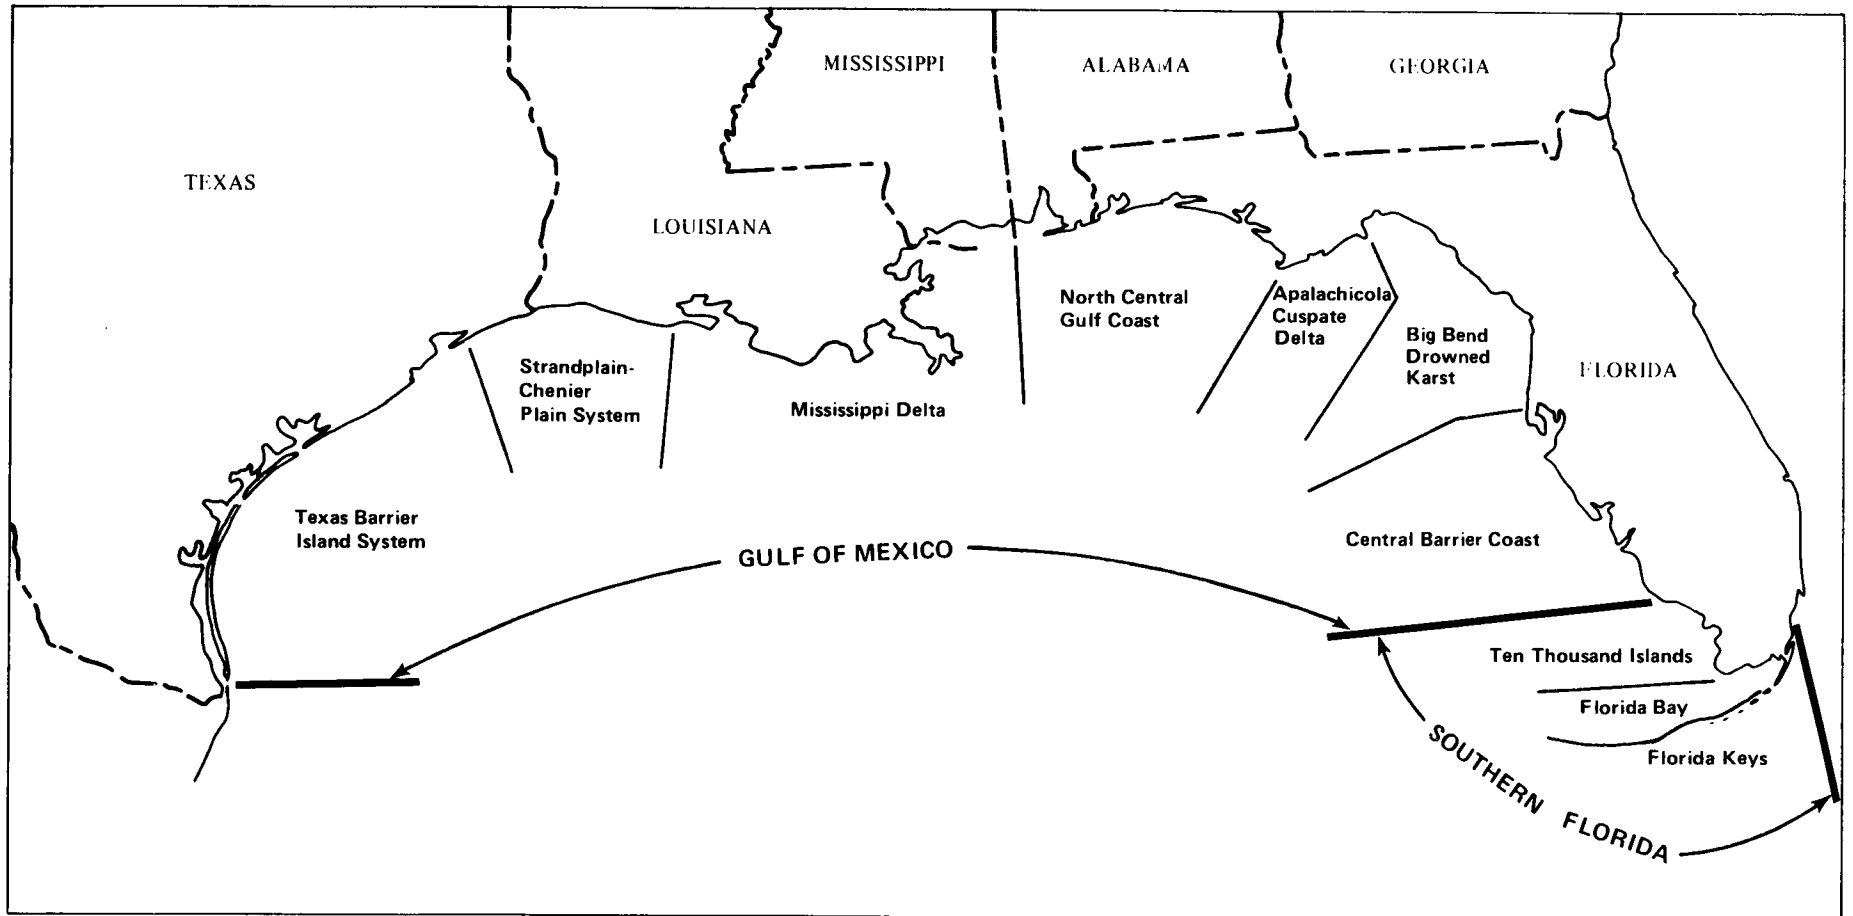 MISSISSIPPI
ALABAMA
GEORGIA
TEXAS
LOUISIANA
North Central
Gulf Coast
Apalachicola
Cuspate
Delta
Big Bend
Drowned
Karst
FLORIDA
Strandplain-
Chenier
Plain System
Mississippi Delta
Texas Barrier
Island System
GULF OF MEXICO
Central Barrier Coast
Ten Thousand Islands
Florida Bay
Florida Keys
SOUTHERN FLORIDA